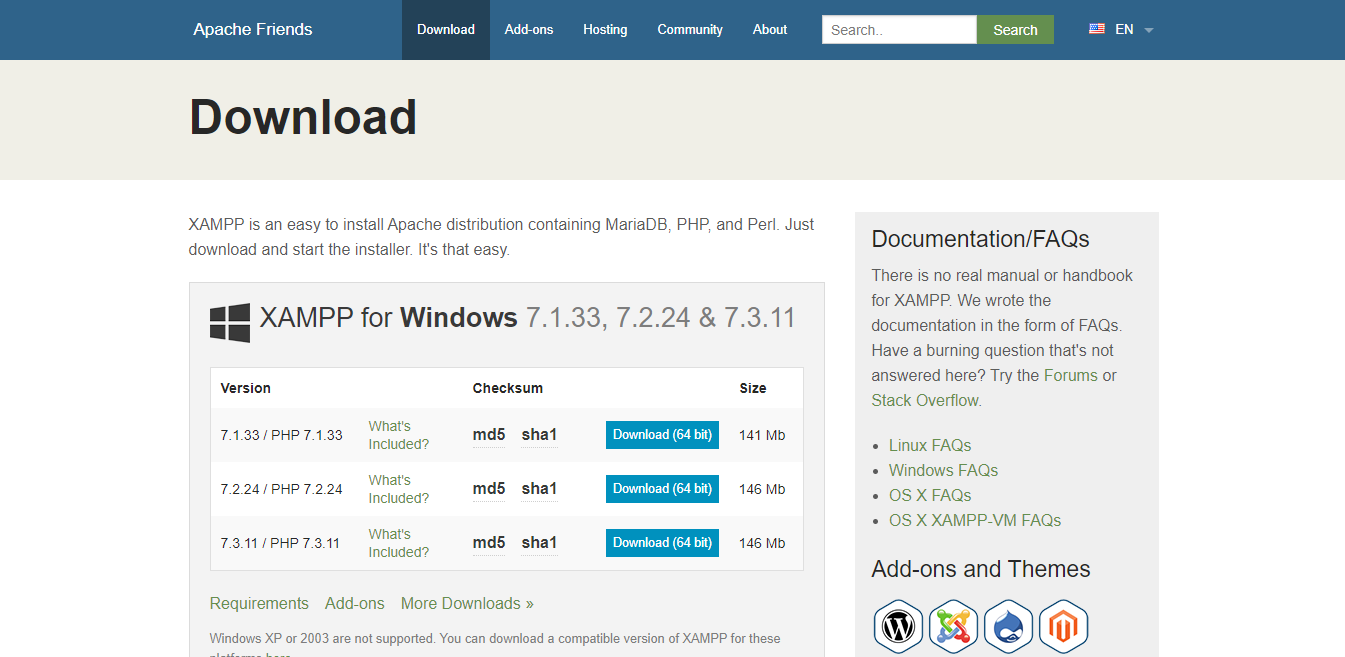 Apache Friends Download Add-ons Hosting Community About Search.. Search EN
Download
XAMPP is an easy to install Apache distribution containing MariaDB, PHP, and Perl. Just
download and start the installer. It's that easy.
XAMPP for Windows 7.1.33, 7.2.24 & 7.3.11
Version Checksum Size
7.1.33 / PHP 7.1.33 What's Included? md5 sha1 Download (64 bit) 141 Mb
7.2.24 / PHP 7.2.24 What's Included? md5 sha1 Download (64 bit) 146 Mb
7.3.11 / PHP 7.3.11 What's Included? md5 sha1 Download (64 bit) 146 Mb
Requirements Add-ons More Downloads »
Windows XP or 2003 are not supported. You can download a compatible version of XAMPP for these
platforms here.
Documentation/FAQs
There is no real manual or handbook
for XAMPP. We wrote the
documentation in the form of FAQs.
Have a burning question that's not
answered here? Try the Forums or
Stack Overflow.
Linux FAQs
Windows FAQs
OS X FAQs
OS X XAMPP-VM FAQs
Add-ons and Themes